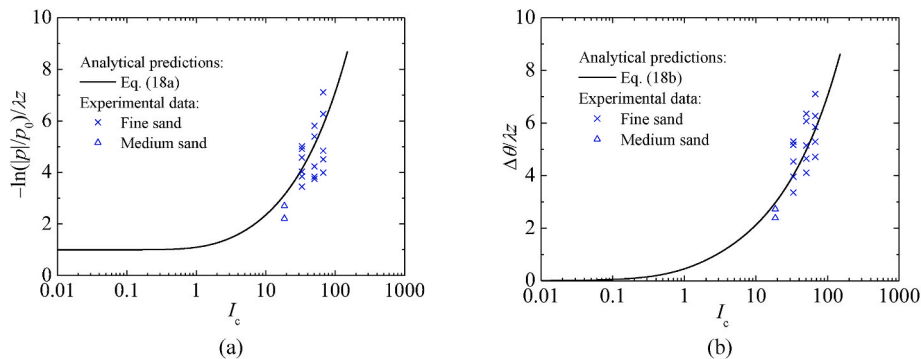 10
8
6
4
2
0
−ln(|p|/p0)/λz
Analytical predictions:
Eq. (18a)
Experimental data:
Fine sand
Medium sand
0.01 0.1 1 10 100 1000
Ic
(a)
10
8
6
4
2
0
Δθ/λz
Analytical predictions:
Eq. (18b)
Experimental data:
Fine sand
Medium sand
0.01 0.1 1 10 100 1000
Ic
(b)